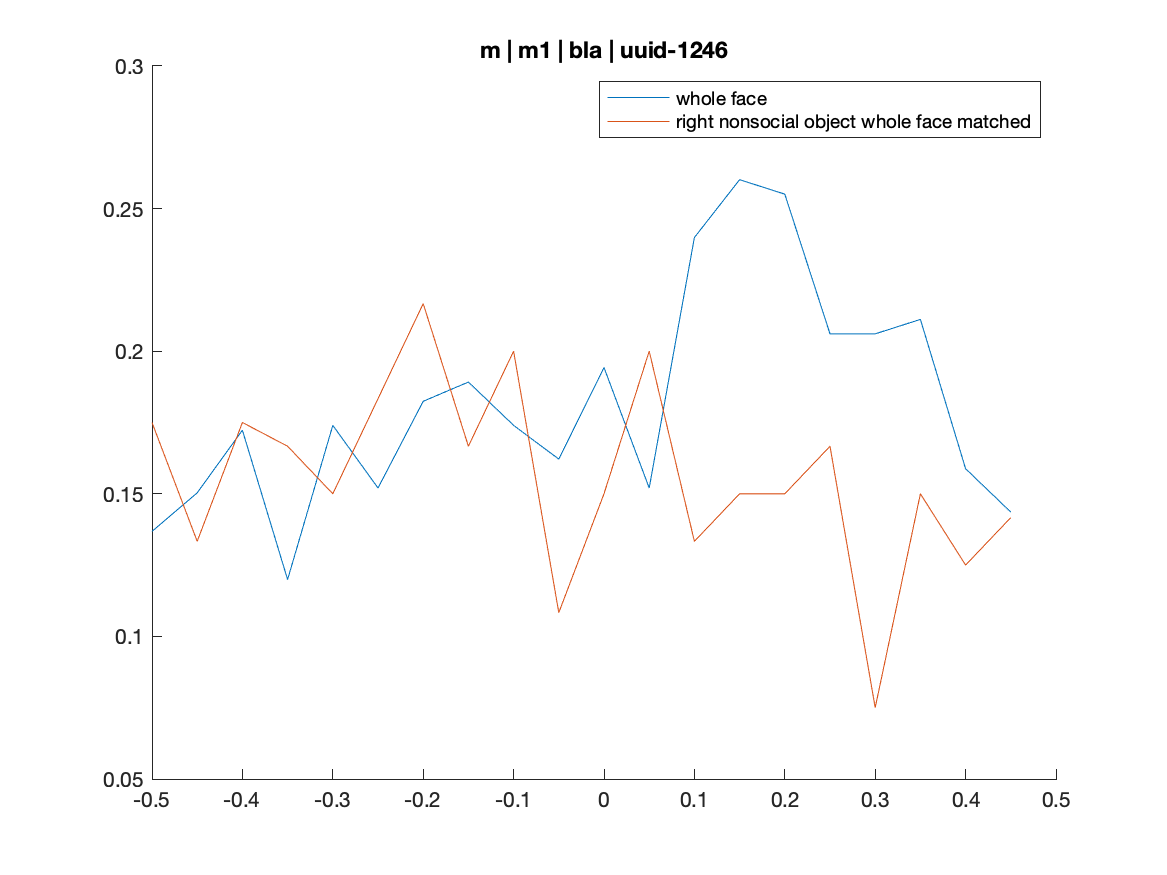 m | m1 | bla | uuid-1246
whole face
right nonsocial object whole face matched
0.3
0.25
0.2
0.15
0.1
0.05
-0.5 -0.4 -0.3 -0.2 -0.1 0 0.1 0.2 0.3 0.4 0.5